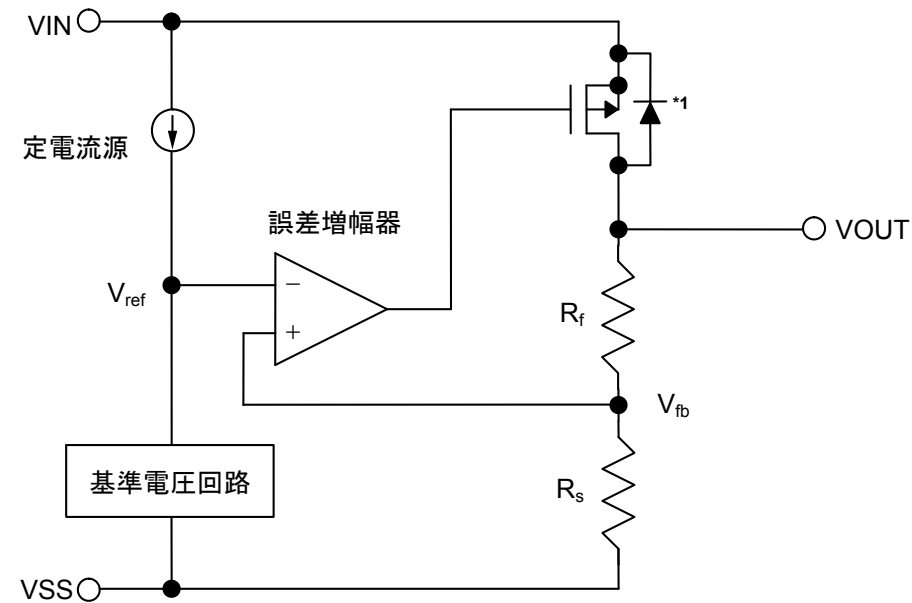 VIN
*1
定電流源
誤差増幅器
VOUT
Vref
−
Rf
+
Vfb
基準電圧回路
Rs
VSS